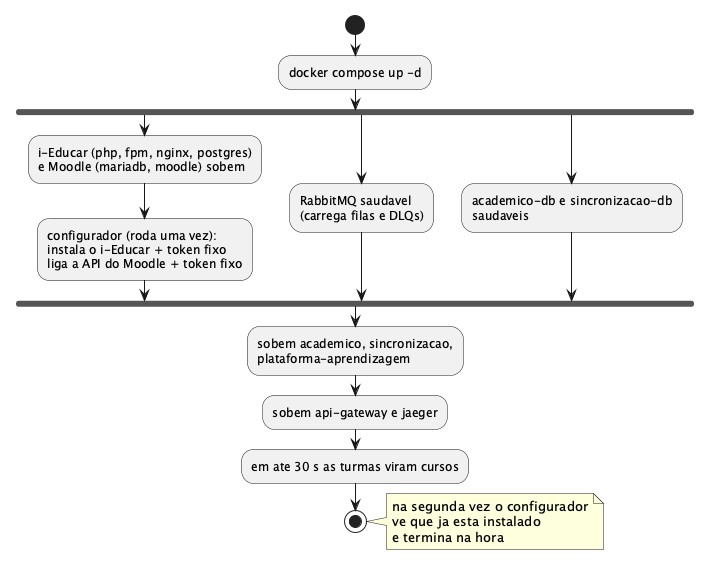 docker compose up -d
i-Educar (php, fpm, nginx, postgres)
e Moodle (mariadb, moodle) sobem
configurador (roda uma vez):
instala o i-Educar + token fixo
liga a API do Moodle + token fixo
RabbitMQ saudavel
(carrega filas e DLQs)
academico-db e sincronizacao-db
saudaveis
sobem academico, sincronizacao,
plataforma-aprendizagem
sobem api-gateway e jaeger
em ate 30 s as turmas viram cursos
na segunda vez o configurador
ve que ja esta instalado
e termina na hora